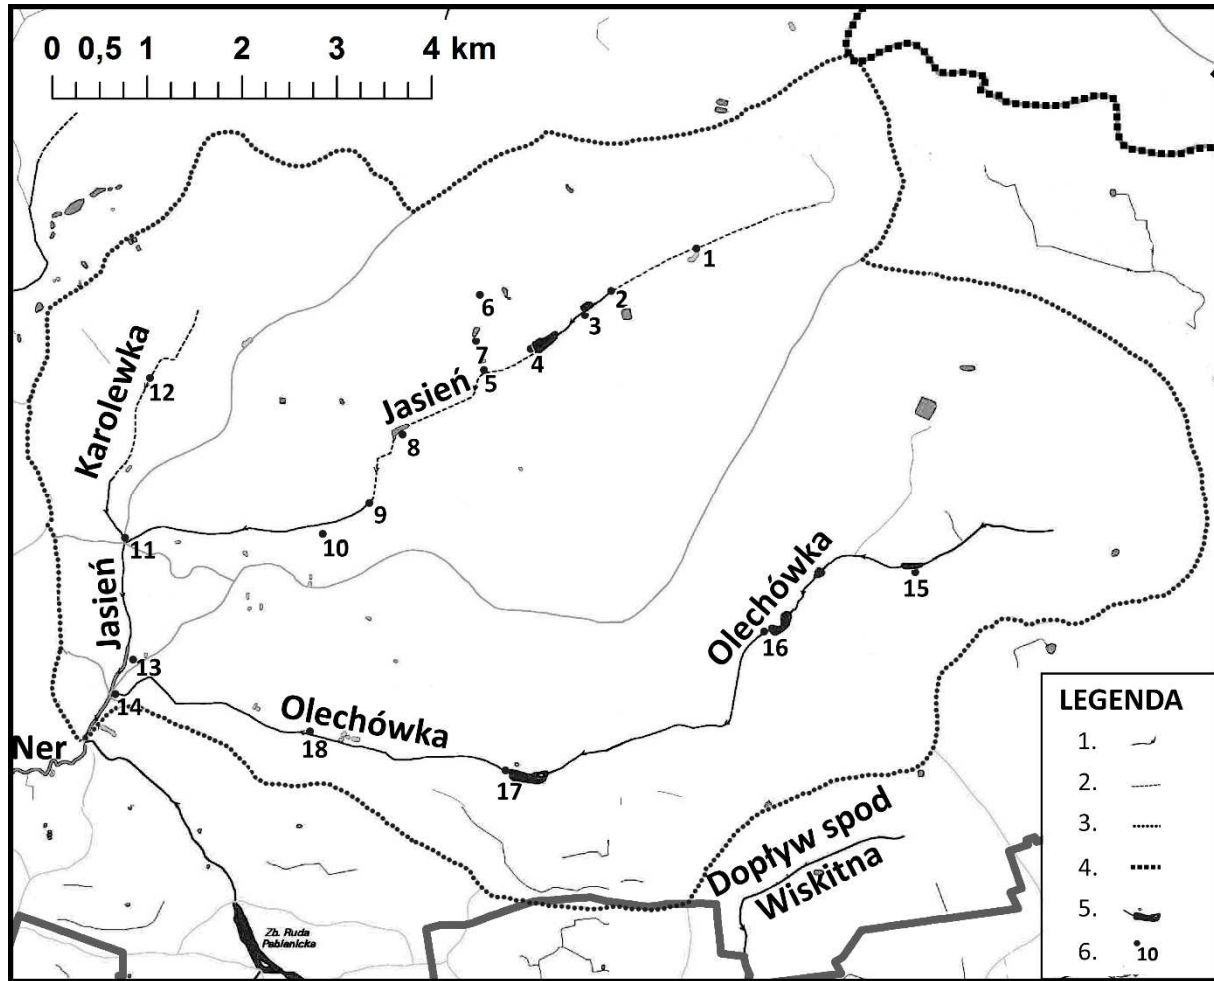 0 0,5 1 2 3 4 km
1
2
3
4
6
7
5
Jasień
8
12
Karolewka
9
10
11
Jasień
13
14
Ner
15
Olechówka
16
Olechówka
18
17
Dopływ spod
Wiskitna
Zb. Ruda
Pabianicka
LEGENDA
1.
2.
3.
4.
5.
6. 10